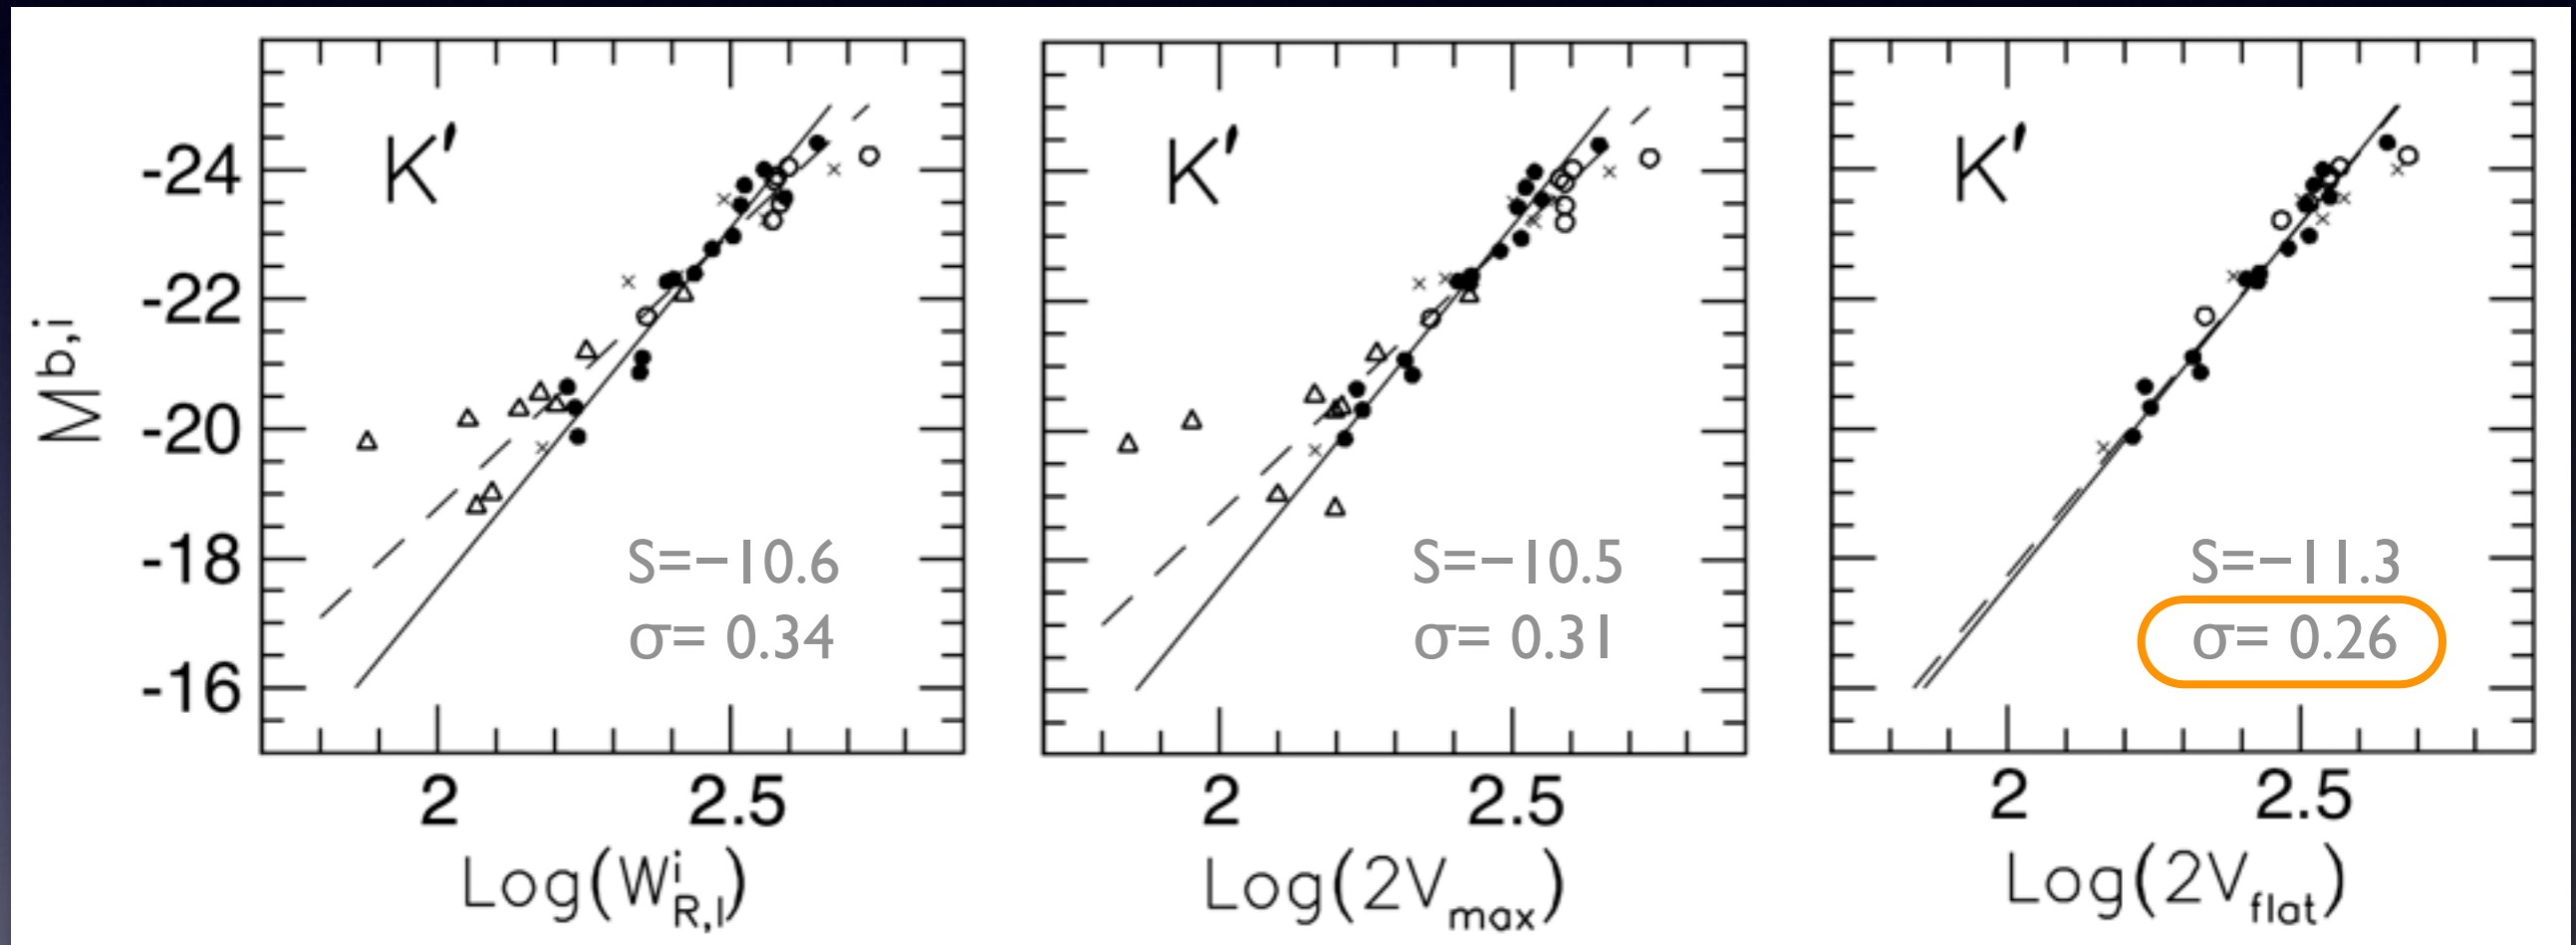 M^b,i
-24
-22
-20
-18
-16
K′
S=−10.6
σ= 0.34
2 2.5
Log(W^i_R,I)
K′
S=−10.5
σ= 0.31
2 2.5
Log(2V_max)
K′
S=−11.3
σ= 0.26
2 2.5
Log(2V_flat)